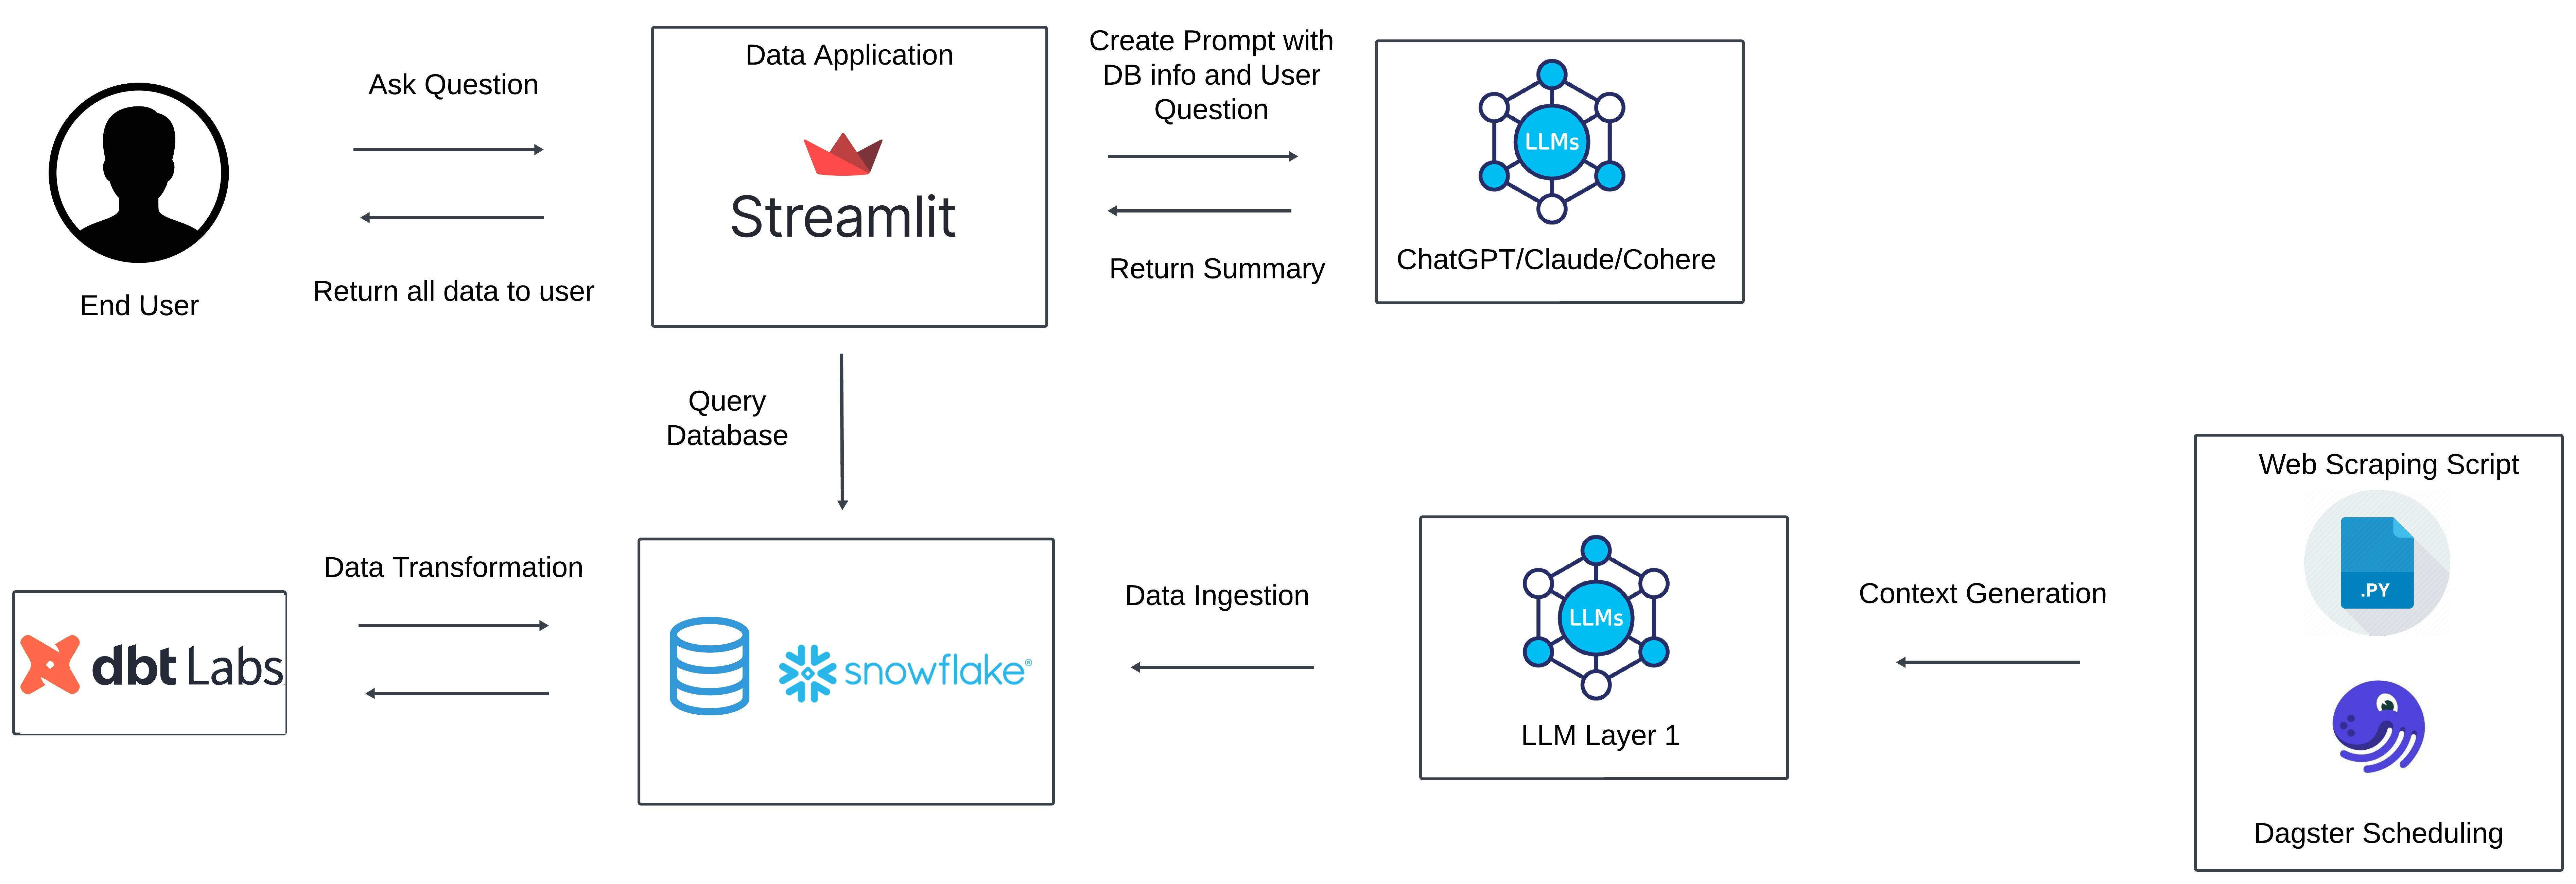 Data Application
Create Prompt with
DB info and User
Question
Ask Question
LLMs
Streamlit
ChatGPT/Claude/Cohere
Return Summary
Return all data to user
End User
Query
Database
Web Scraping Script
.PY
Data Transformation
Data Ingestion
Context Generation
LLMs
dbt Labs
snowflake®
LLM Layer 1
Dagster Scheduling